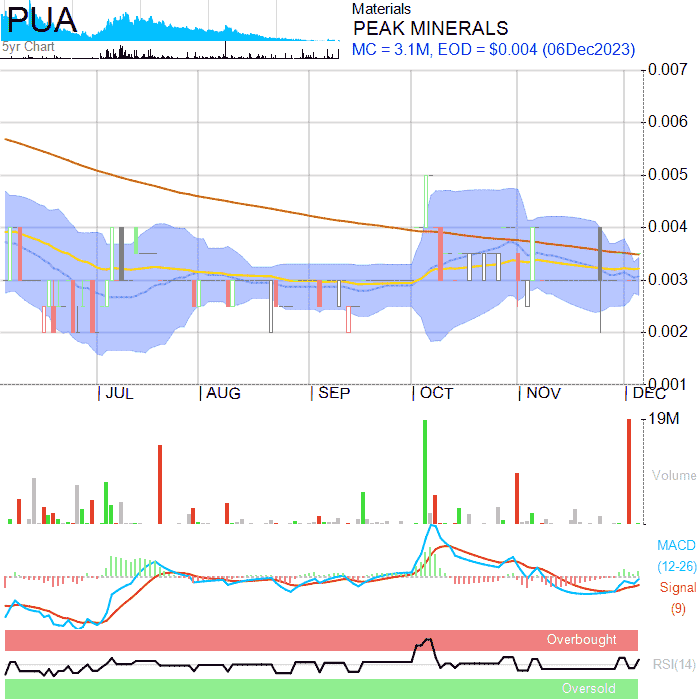 PUA
5yr Chart
Materials
PEAK MINERALS
MC = 3.1M, EOD = $0.004 (06Dec2023)
0.007
0.006
0.005
0.004
0.003
0.002
0.001
JUL AUG SEP OCT NOV DEC
19M
Volume
MACD
(12-26)
Signal
(9)
Overbought
RSI(14)
Oversold